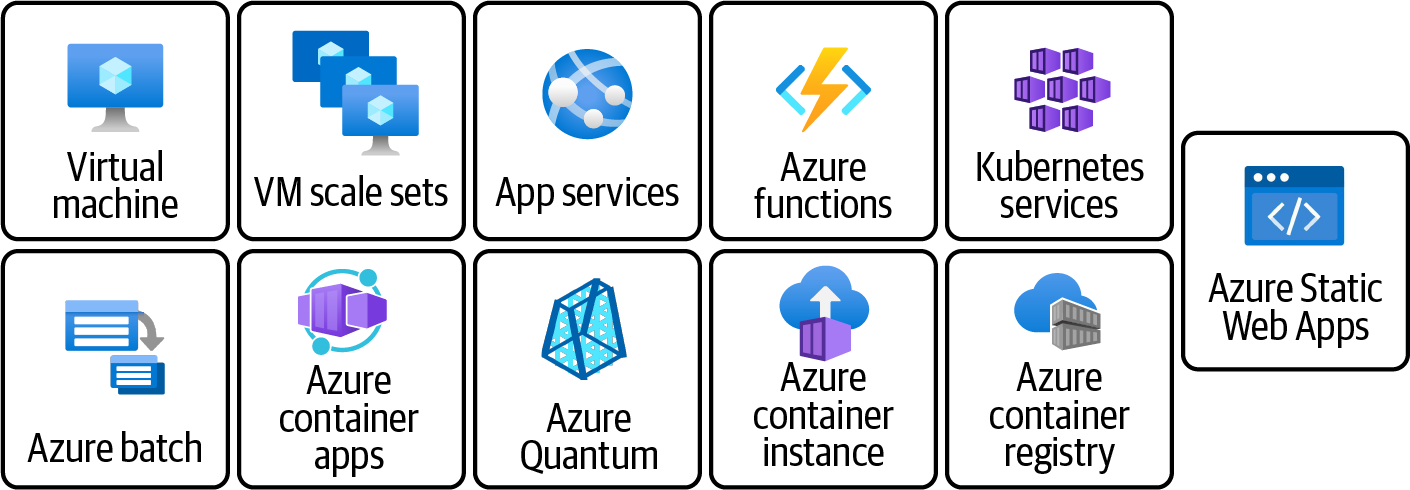 Virtual
machine
VM scale sets
App services
Azure
functions
Kubernetes
services
Azure Static
Web Apps
Azure batch
Azure
container
apps
Azure
Quantum
Azure
container
instance
Azure
container
registry